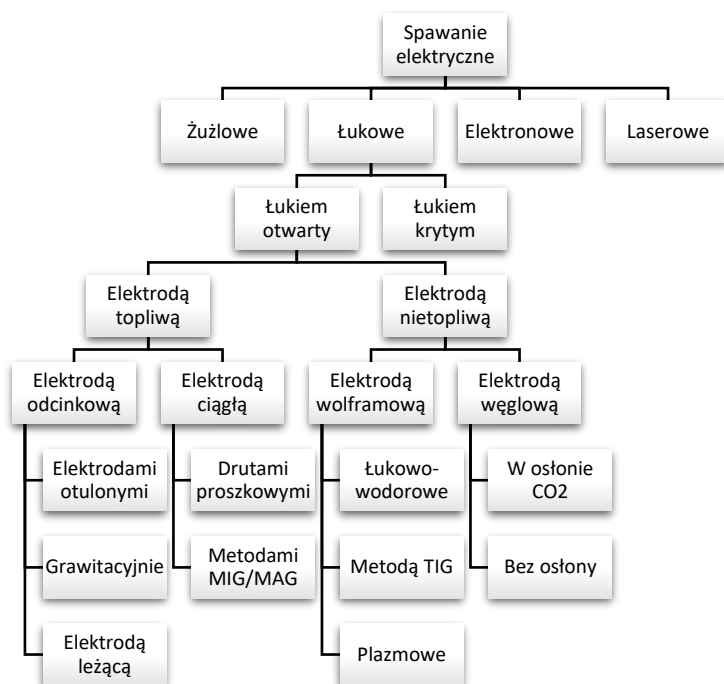 Spawanie
elektryczne
Żużlowe
Łukowe
Elektronowe
Laserowe
Łukiem
otwarty
Łukiem
krytym
Elektrodą
topliwą
Elektrodą
nietopliwą
Elektrodą
odcinkową
Elektrodą
ciągłą
Elektrodą
wolframową
Elektrodą
węglową
Elektrodami
otulonymi
Drutami
proszkowymi
Łukowo-
wodorowe
W osłonie
CO2
Grawitacyjnie
Metodami
MIG/MAG
Metodą TIG
Bez osłony
Elektrodą
leżącą
Plazmowe